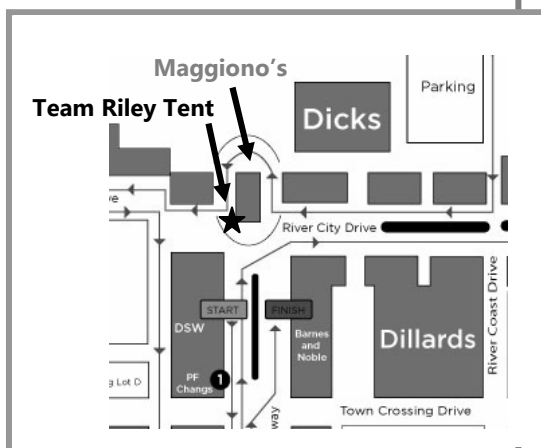 Maggiono's
Team Riley Tent
Parking
Dicks
ve
River City Drive
START
FINISH
DSW
Barnes
and
Noble
Dillards
River Coast Drive
PF
Changs
1
g Lot D
way
Town Crossing Drive